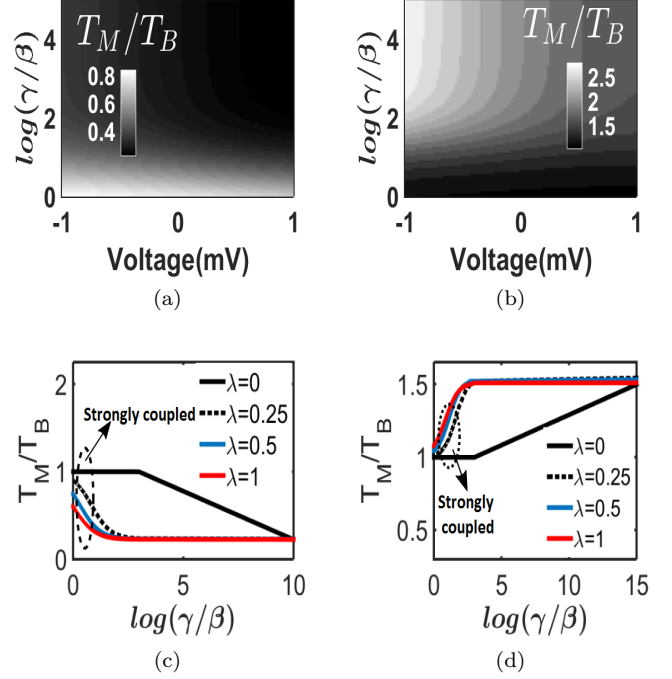 T_M/T_B
0.8
0.6
0.4
log(γ/β)
4
2
0
-1
0
1
Voltage(mV)
(a)
T_M/T_B
2.5
2
1.5
log(γ/β)
4
2
0
-1
0
1
Voltage(mV)
(b)
T_M/T_B
2
1
0
λ=0
λ=0.25
λ=0.5
λ=1
Strongly coupled
0
5
10
log(γ/β)
(c)
T_M/T_B
1.5
1
0.5
λ=0
λ=0.25
λ=0.5
λ=1
Strongly
coupled
0
5
10
15
log(γ/β)
(d)